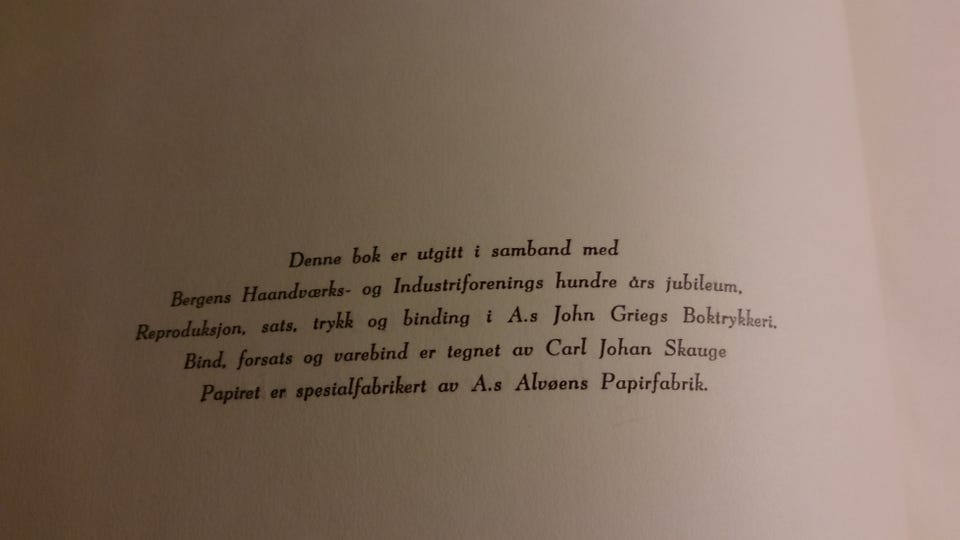 Denne bok er utgitt i samband med
Bergens Haandværks- og Industriforenings hundre års jubileum.
Reproduksjon, sats, trykk og binding i A.s John Griegs Boktrykkeri.
Bind, forsats og varebind er tegnet av Carl Johan Skauge
Papiret er spesialfabrikert av A.s Alvøens Papirfabrik.